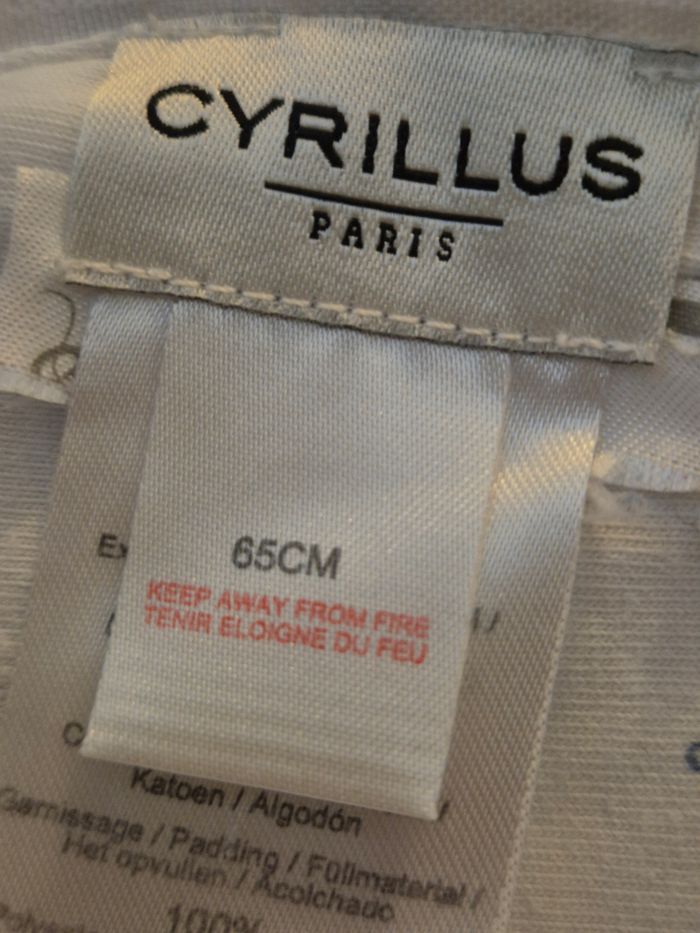 CYRILLUS
PARIS
65CM
KEEP AWAY FROM FIRE
TENIR ELOIGNE DU FEU
Katoen / Algodón
Garnissage / Padding / Füllmaterial /
Het opvullen / Acolchado
100%